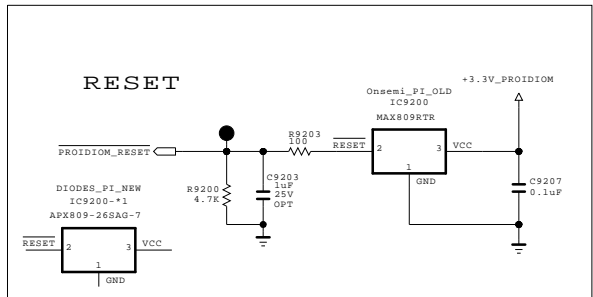 RESET
+3.3V_PROIDIOM
Onsemi_PI_OLD
IC9200
MAX809RTR
R9203
100
PROIDIOM_RESET
RESET
2
3
VCC
1
GND
C9203
1uF
25V
OPT
R9200
4.7K
C9207
0.1uF
DIODES_PI_NEW
IC9200-*1
APX809-26SAG-7
RESET
2
3
VCC
1
GND